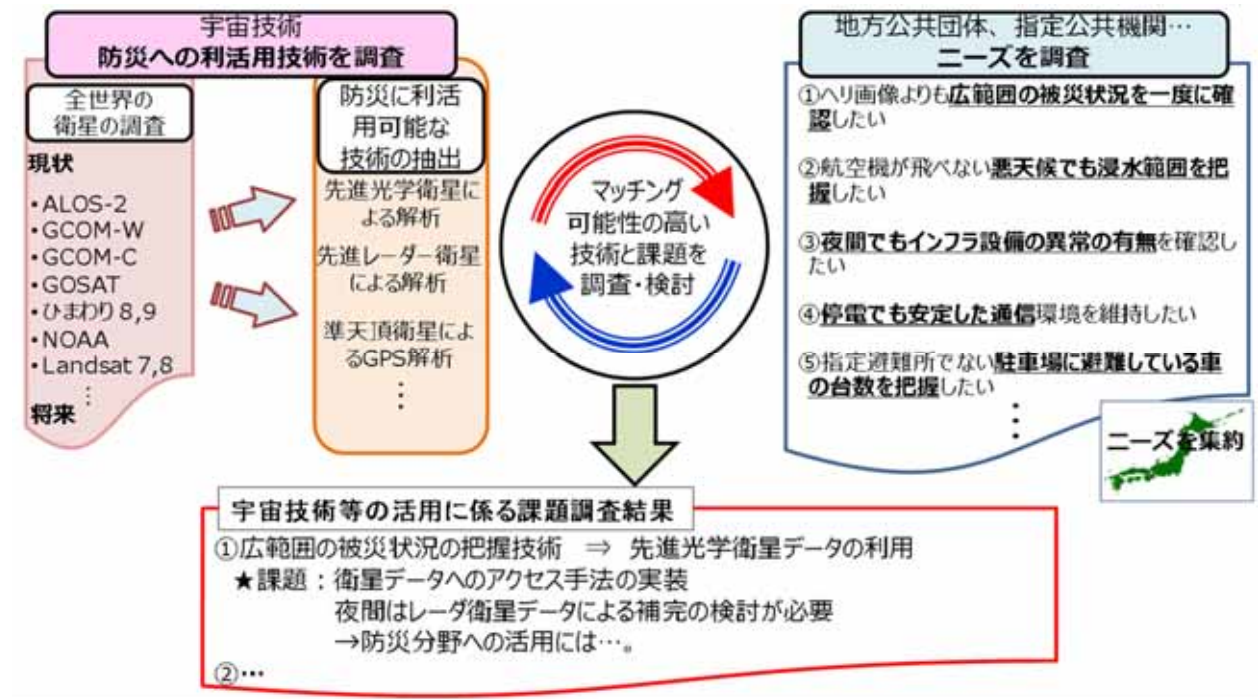 宇宙技術
防災への利活用技術を調査
全世界の
衛星の調査
現状
・ALOS-2
・GCOM-W
・GCOM-C
・GOSAT
・ひまわり8,9
・NOAA
・Landsat 7,8
⋮
将来
防災に利活
用可能な
技術の抽出
先進光学衛星に
よる解析
先進レーダー衛星
による解析
準天頂衛星によ
るGPS解析
⋮
マッチング
可能性の高い
技術と課題を
調査・検討
地方公共団体、指定公共機関…
ニーズを調査
①ヘリ画像よりも広範囲の被災状況を一度に確
認したい
②航空機が飛べない悪天候でも浸水範囲を把
握したい
③夜間でもインフラ設備の異常の有無を確認し
たい
④停電でも安定した通信環境を維持したい
⑤指定避難所でない駐車場に避難している車
の台数を把握したい
⋮
ニーズを集約
宇宙技術等の活用に係る課題調査結果
①広範囲の被災状況の把握技術 ⇒ 先進光学衛星データの利用
★課題：衛星データへのアクセス手法の実装
夜間はレーダ衛星データによる補完の検討が必要
→防災分野への活用には…。
②…